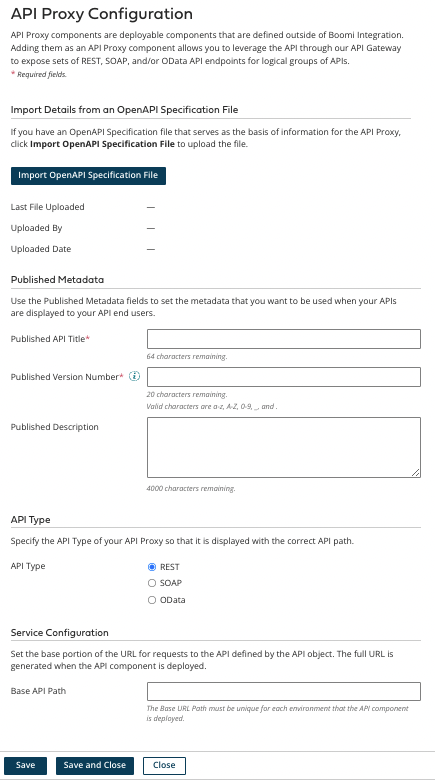 API Proxy Configuration
API Proxy components are deployable components that are defined outside of Boomi Integration.
Adding them as an API Proxy component allows you to leverage the API through our API Gateway
to expose sets of REST, SOAP, and/or OData API endpoints for logical groups of APIs.
* Required fields.
Import Details from an OpenAPI Specification File
If you have an OpenAPI Specification file that serves as the basis of information for the API Proxy,
click Import OpenAPI Specification File to upload the file.
Import OpenAPI Specification File
Last File Uploaded —
Uploaded By —
Uploaded Date —
Published Metadata
Use the Published Metadata fields to set the metadata that you want to be used when your APIs
are displayed to your API end users.
Published API Title*
64 characters remaining.
Published Version Number* i
20 characters remaining.
Valid characters are a-z, A-Z, 0-9, _, and .
Published Description
4000 characters remaining.
API Type
Specify the API Type of your API Proxy so that it is displayed with the correct API path.
API Type REST
SOAP
OData
Service Configuration
Set the base portion of the URL for requests to the API defined by the API object. The full URL is
generated when the API component is deployed.
Base API Path
The Base URL Path must be unique for each environment that the API component
is deployed.
Save Save and Close Close